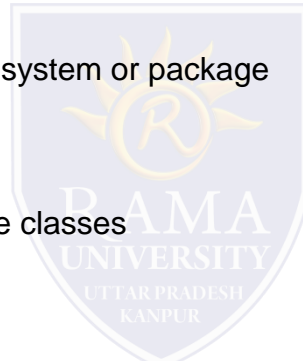 system or package
e classes
R
RAMA
UNIVERSITY
UTTAR PRADESH
KANPUR